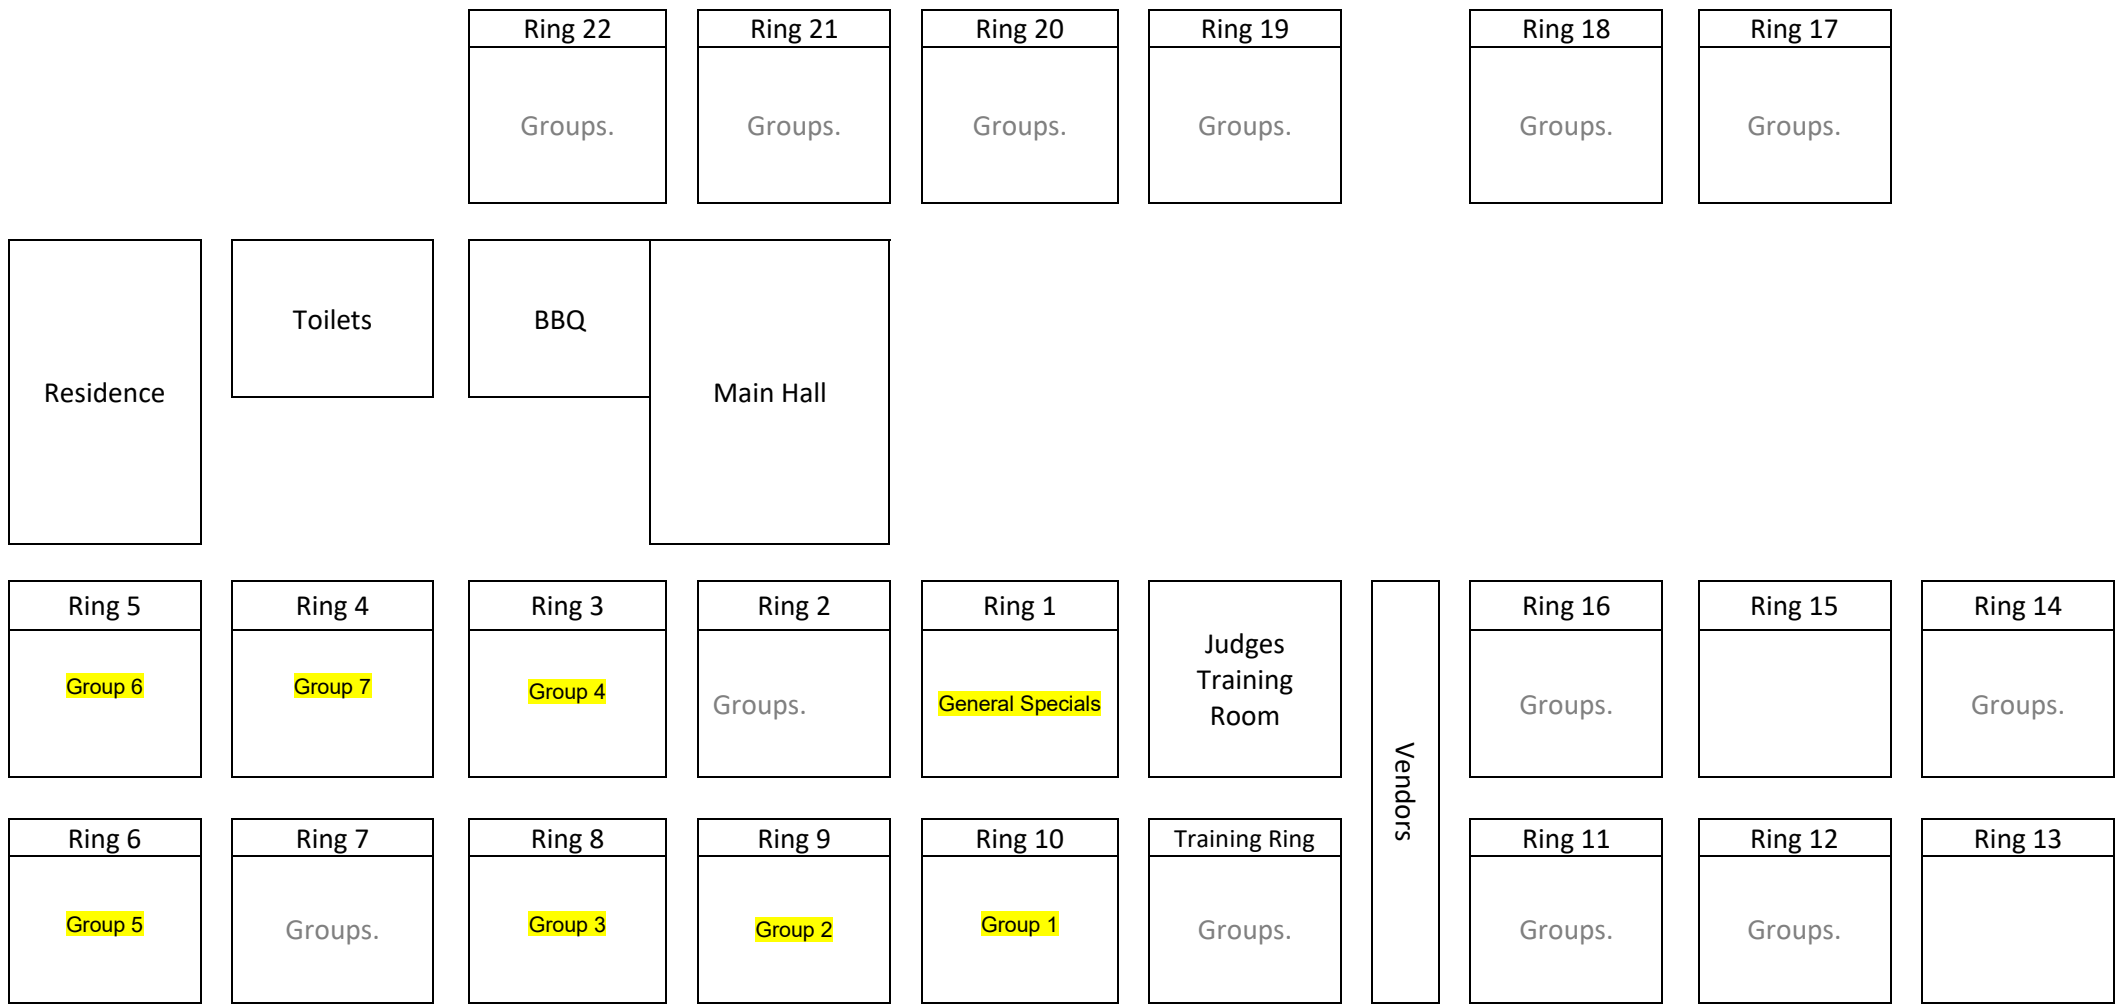 Ring 22
Ring 21
Ring 20
Ring 19
Ring 18
Ring 17
Groups.
Groups.
Groups.
Groups.
Groups.
Groups.
Residence
Toilets
BBQ
Main Hall
Ring 5
Ring 4
Ring 3
Ring 2
Ring 1
Judges
Training
Room
Vendors
Ring 16
Ring 15
Ring 14
Group 6
Group 7
Group 4
Groups.
General Specials
Groups.
Groups.
Ring 6
Ring 7
Ring 8
Ring 9
Ring 10
Training Ring
Ring 11
Ring 12
Ring 13
Group 5
Groups.
Group 3
Group 2
Group 1
Groups.
Groups.
Groups.